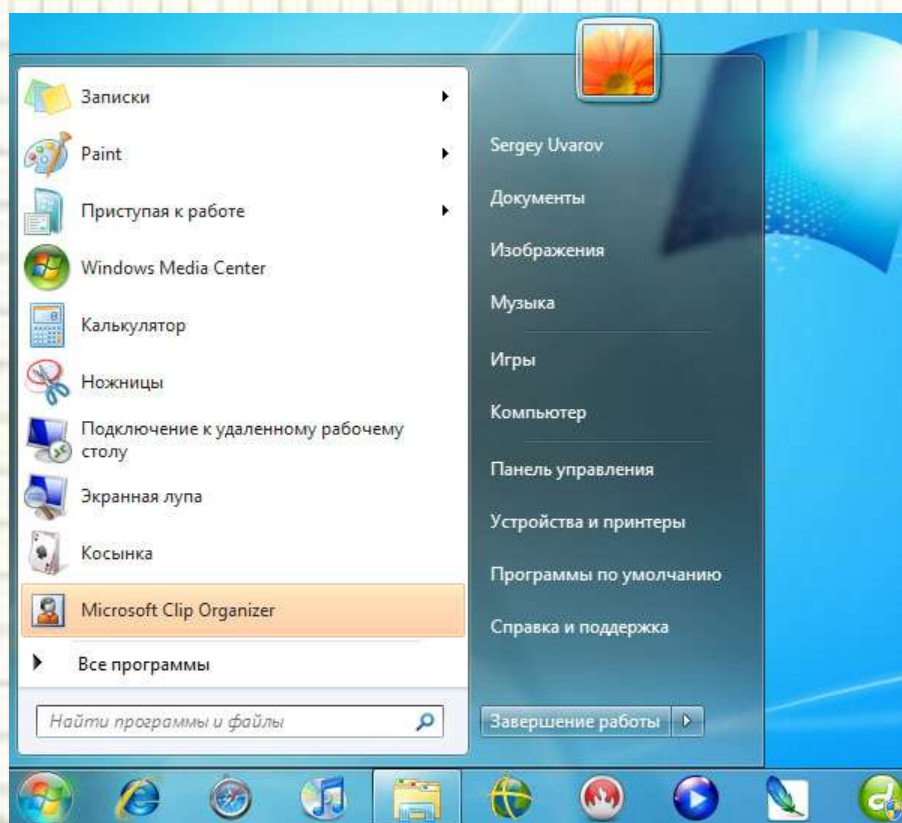 Записки
Paint
Приступая к работе
Windows Media Center
Калькулятор
Ножницы
Подключение к удаленному рабочему
столу
Экранная лупа
Косынка
Microsoft Clip Organizer
Все программы
Найти программы и файлы
Sergey Uvarov
Документы
Изображения
Музыка
Игры
Компьютер
Панель управления
Устройства и принтеры
Программы по умолчанию
Справка и поддержка
Завершение работы